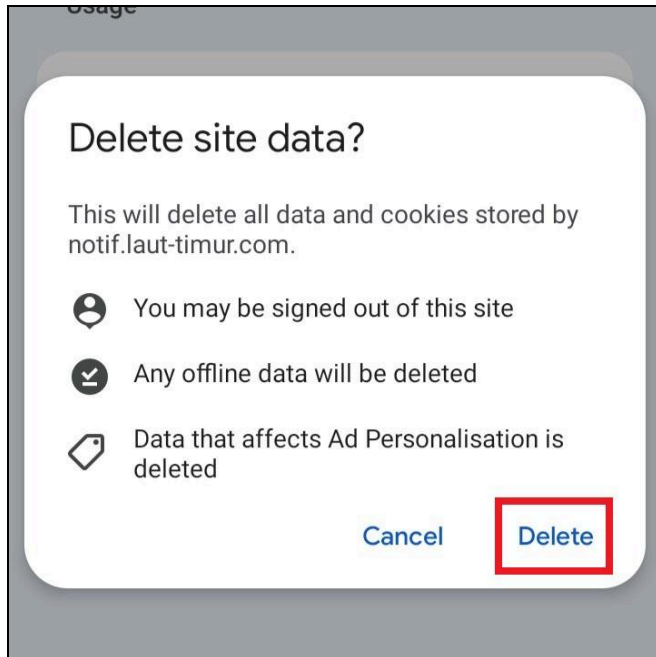 Usage
Delete site data?
This will delete all data and cookies stored by
notif.laut-timur.com.
You may be signed out of this site
Any offline data will be deleted
Data that affects Ad Personalisation is
deleted
Cancel
Delete